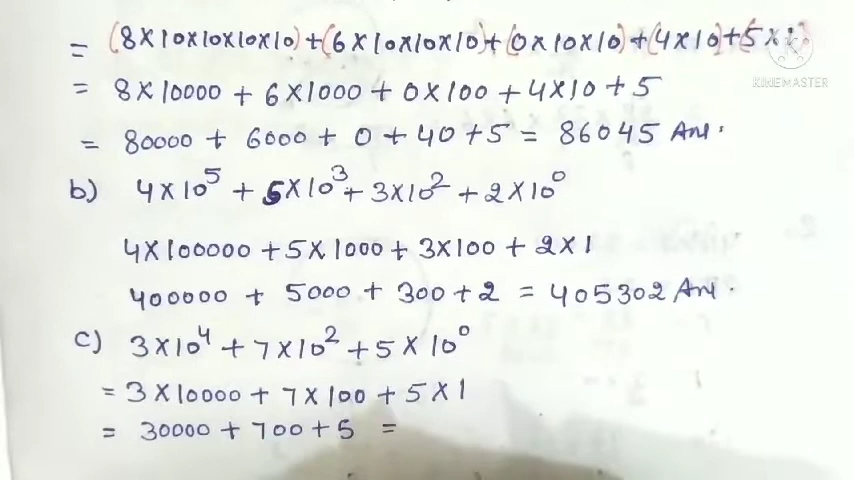 = (8×10×10×10×10)+(6×10×10×10)+(0×10×10)+(4×10)+(5×1)
KINEMASTER
= 8×10000 + 6×1000 + 0×100 + 4×10 + 5
= 80000 + 6000 + 0 + 40 + 5 = 86045 Ans.
b) 4×10⁵ + 5×10³ + 3×10² + 2×10⁰
4×100000 + 5×1000 + 3×100 + 2×1
400000 + 5000 + 300 + 2 = 405302 Ans.
c) 3×10⁴ + 7×10² + 5×10⁰
= 3×10000 + 7×100 + 5×1
= 30000 + 700 + 5 =